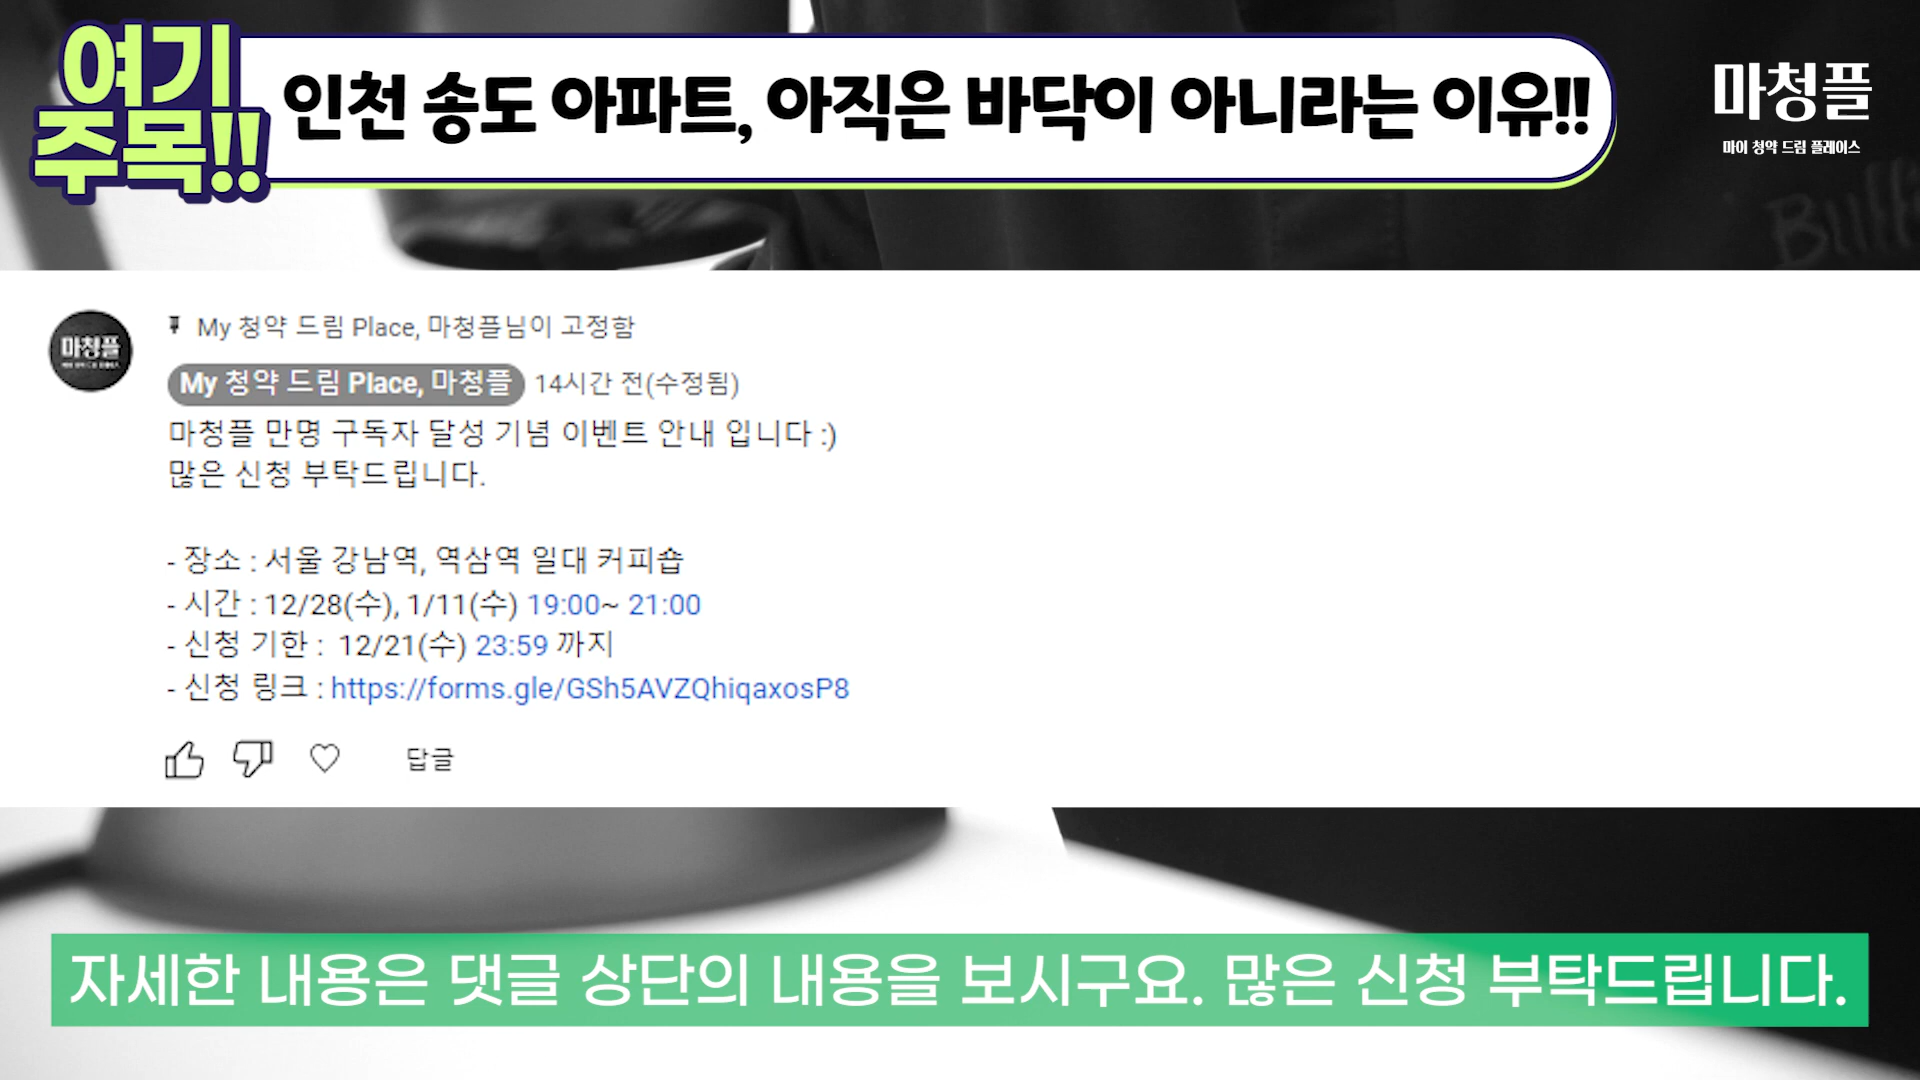 여기
주목!!
인천 송도 아파트, 아직은 바닥이 아니라는 이유!!
마청플
마이 청약 드림 플레이스
마청플
My 청약 드림 Place, 마청플님이 고정함
My 청약 드림 Place, 마청플 14시간 전(수정됨)
마청플 만명 구독자 달성 기념 이벤트 안내 입니다 :)
많은 신청 부탁드립니다.
- 장소 : 서울 강남역, 역삼역 일대 커피숍
- 시간 : 12/28(수), 1/11(수) 19:00~ 21:00
- 신청 기한 : 12/21(수) 23:59 까지
- 신청 링크 : https://forms.gle/GSh5AVZQhiqaxosP8
답글
자세한 내용은 댓글 상단의 내용을 보시구요. 많은 신청 부탁드립니다.